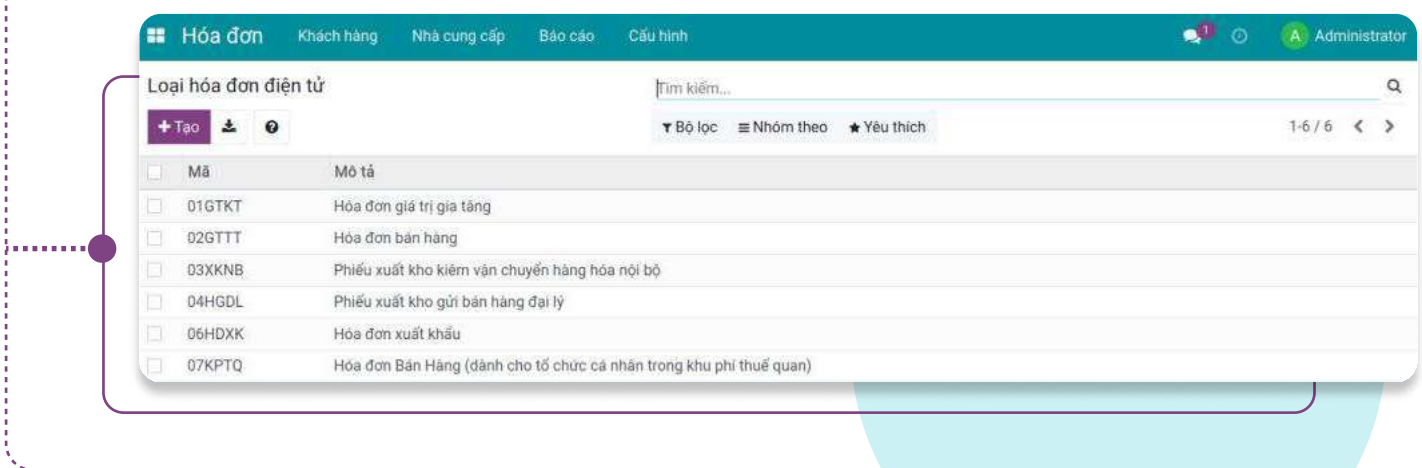 Hóa đơn Khách hàng Nhà cung cấp Báo cáo Cấu hình 1 A Administrator
Loại hóa đơn điện tử Tìm kiếm...
+ Tạo Bộ lọc Nhóm theo Yêu thích 1-6 / 6
Mã Mô tả
01GTKT Hóa đơn giá trị gia tăng
02GTTT Hóa đơn bán hàng
03XKNB Phiếu xuất kho kiêm vận chuyển hàng hóa nội bộ
04HGDL Phiếu xuất kho gửi bán hàng đại lý
06HDXK Hóa đơn xuất khẩu
07KPTQ Hóa đơn Bán Hàng (dành cho tổ chức cá nhân trong khu phi thuế quan)